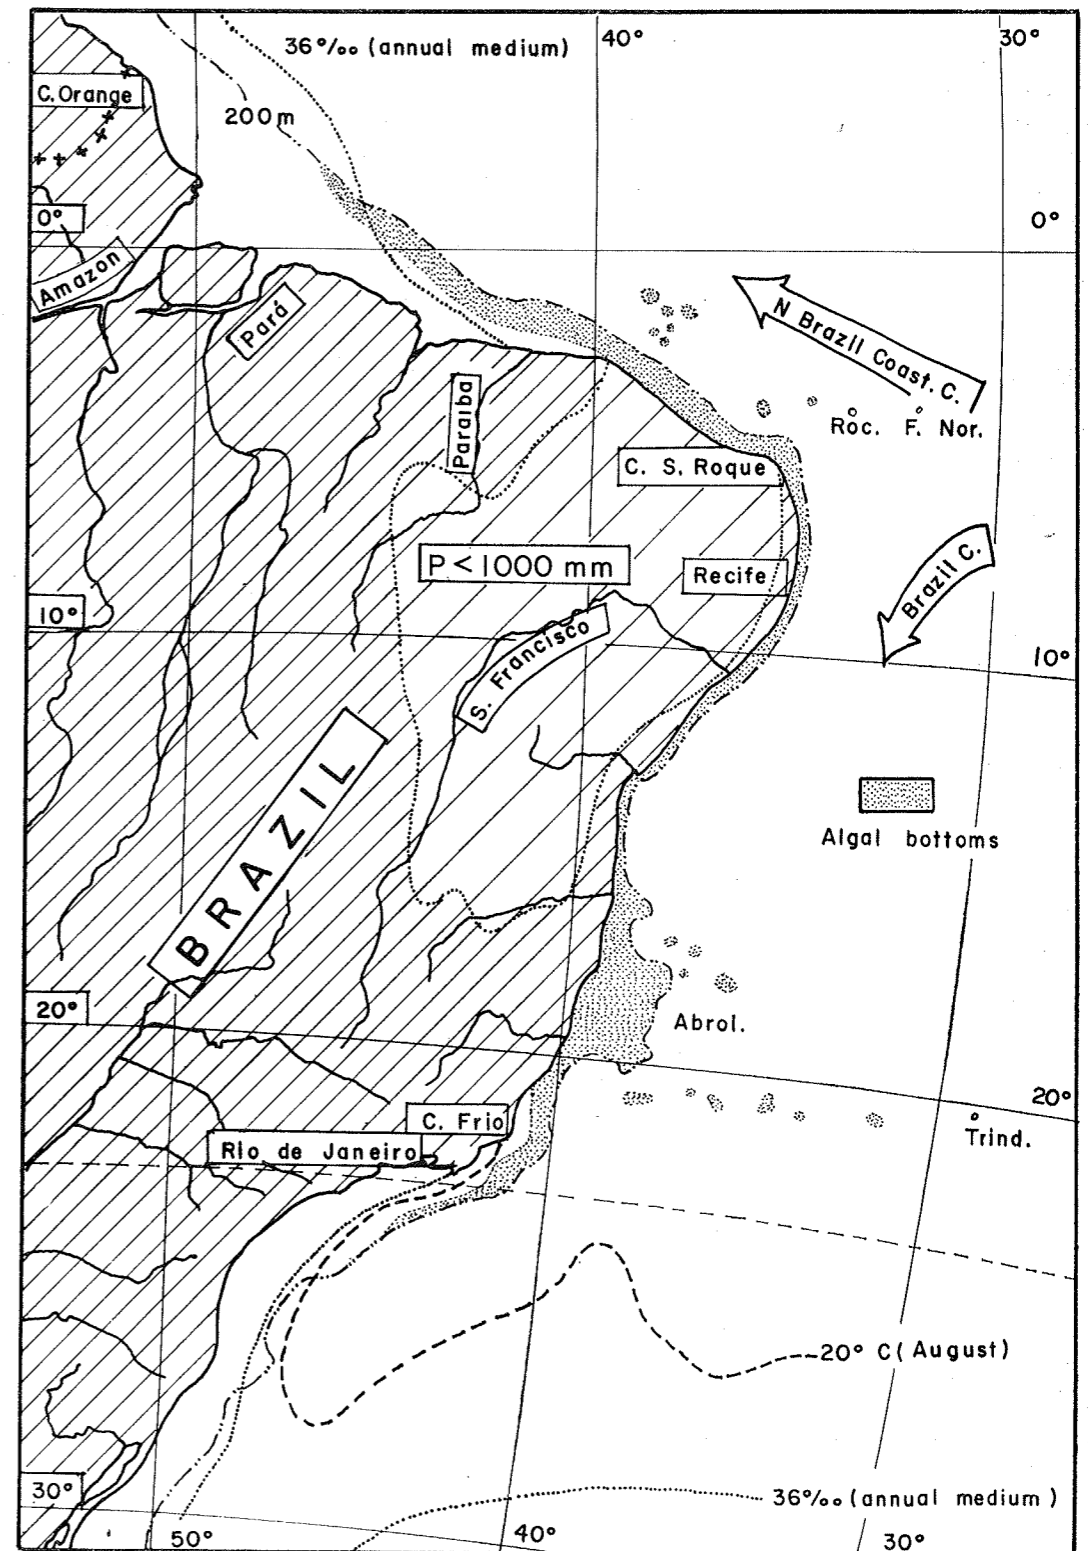 36‰ (annual medium)
40°
30°
C. Orange
200 m
0°
0°
Amazon
Pará
N Brazil Coast. C.
Paraiba
Roc.
F. Nor.
C. S. Roque
P < 1000 mm
Recife
Brazil C.
10°
S. Francisco
10°
BRAZIL
Algal bottoms
20°
Abrol.
20°
C. Frio
Trind.
Rio de Janeiro
20° C (August)
30°
36‰ (annual medium)
50°
40°
30°